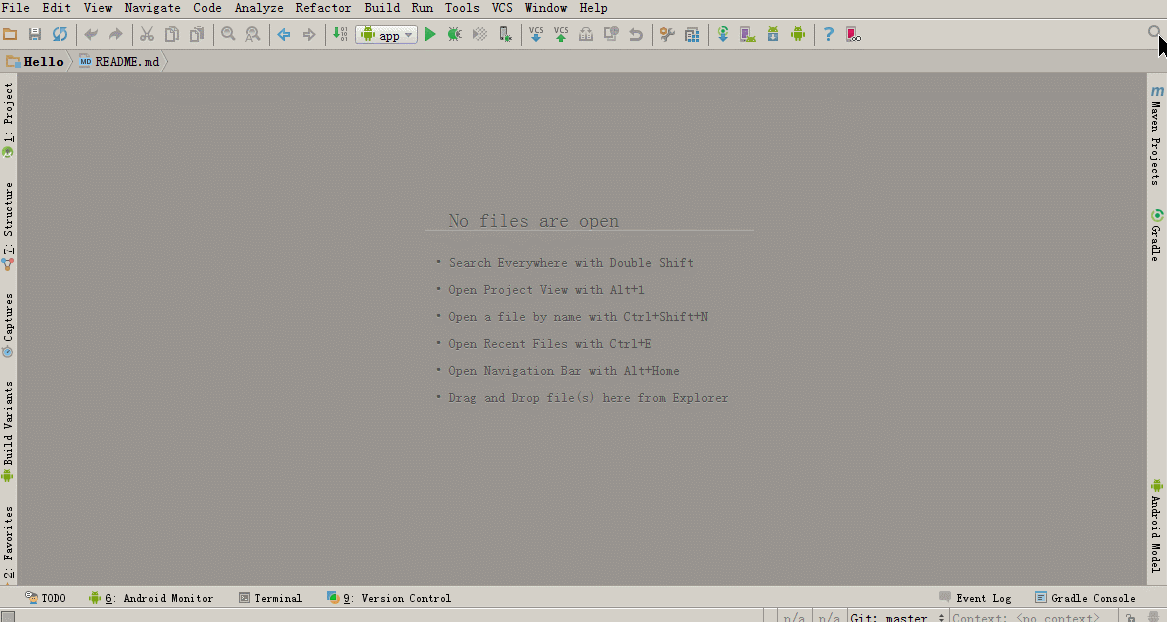 File Edit View Navigate Code Analyze Refactor Build Run Tools VCS Window Help
app VCS VCS ?
Hello MD README.md
1: Project
7: Structure
Captures
Build Variants
2: Favorites
No files are open
• Search Everywhere with Double Shift
• Open Project View with Alt+1
• Open a file by name with Ctrl+Shift+N
• Open Recent Files with Ctrl+E
• Open Navigation Bar with Alt+Home
• Drag and Drop file(s) here from Explorer
m Maven Projects
Gradle
Android Model
TODO 6: Android Monitor Terminal 9: Version Control Event Log Gradle Console
n/a n/a Git: master Context: <no context>